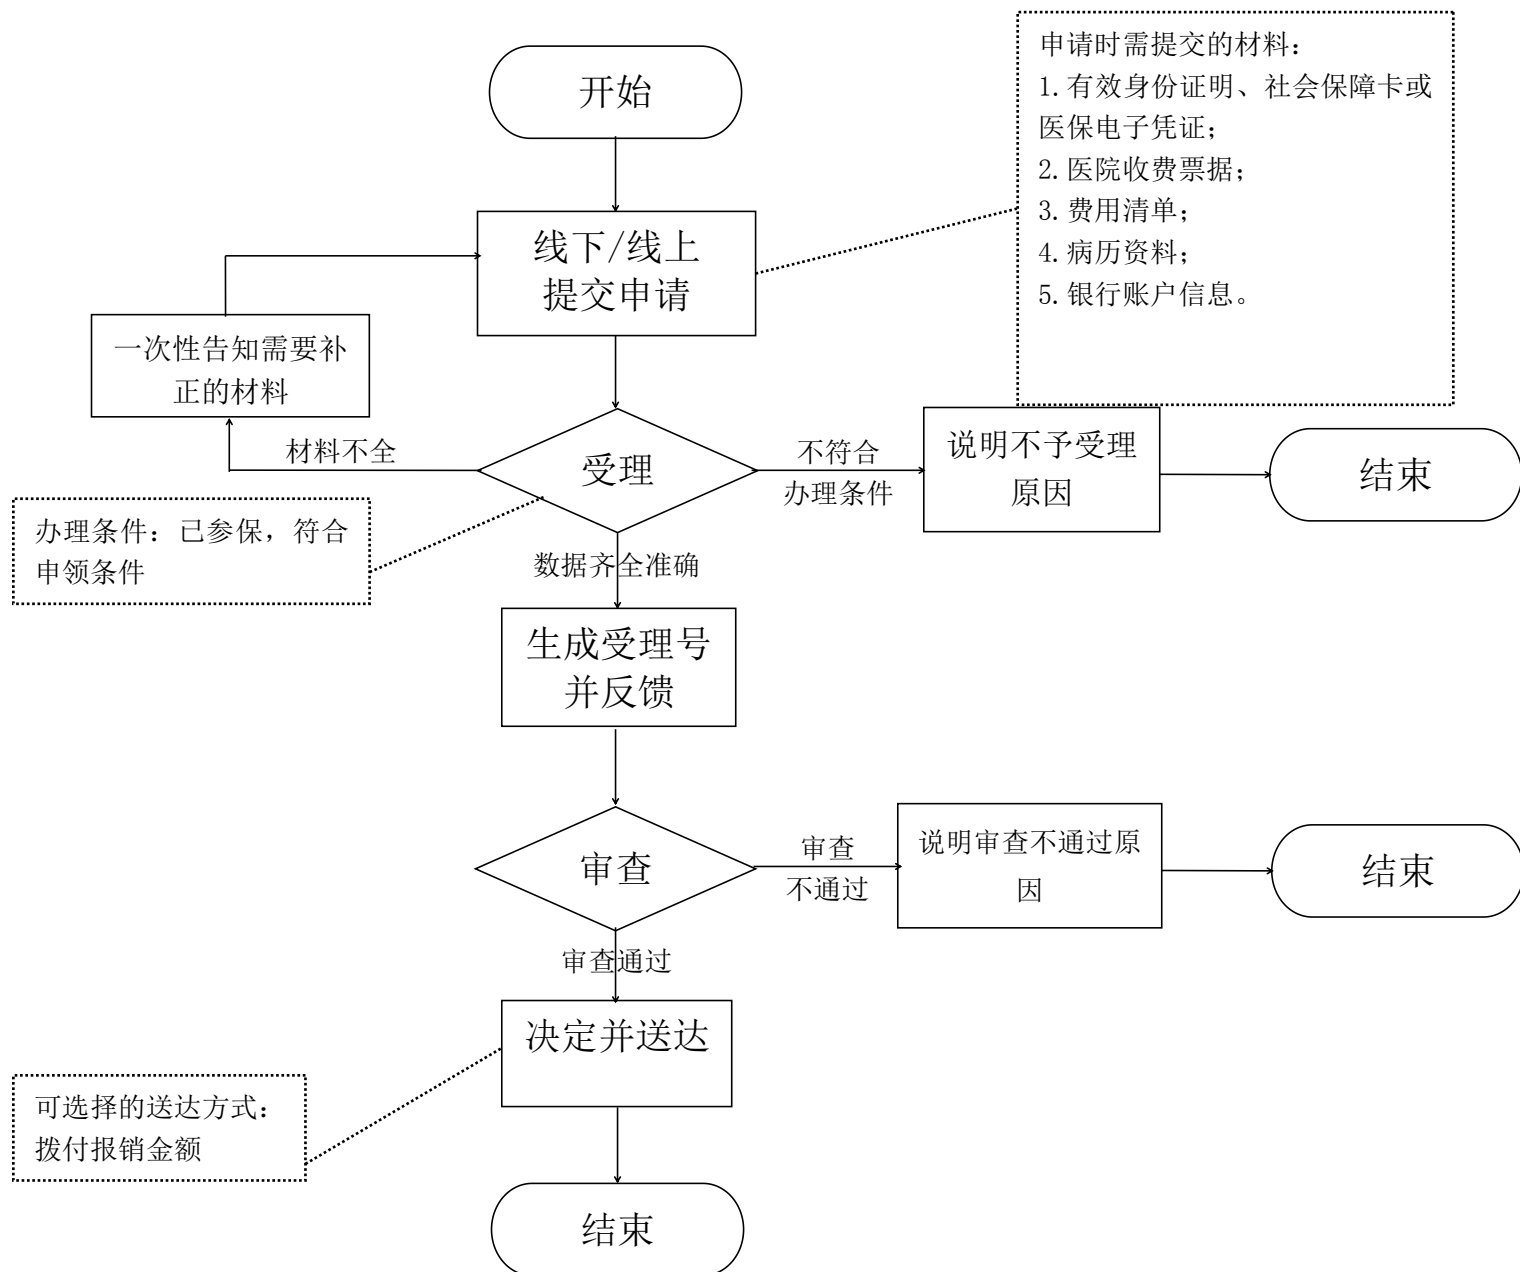 开始
申请时需提交的材料：
1.有效身份证明、社会保障卡或
医保电子凭证；
2.医院收费票据；
3.费用清单；
4.病历资料；
5.银行账户信息。
线下/线上
提交申请
一次性告知需要补
正的材料
材料不全
受理
不符合
办理条件
说明不予受理
原因
结束
办理条件：已参保，符合
申领条件
数据齐全准确
生成受理号
并反馈
审查
审查
不通过
说明审查不通过原
因
结束
审查通过
决定并送达
可选择的送达方式：
拨付报销金额
结束